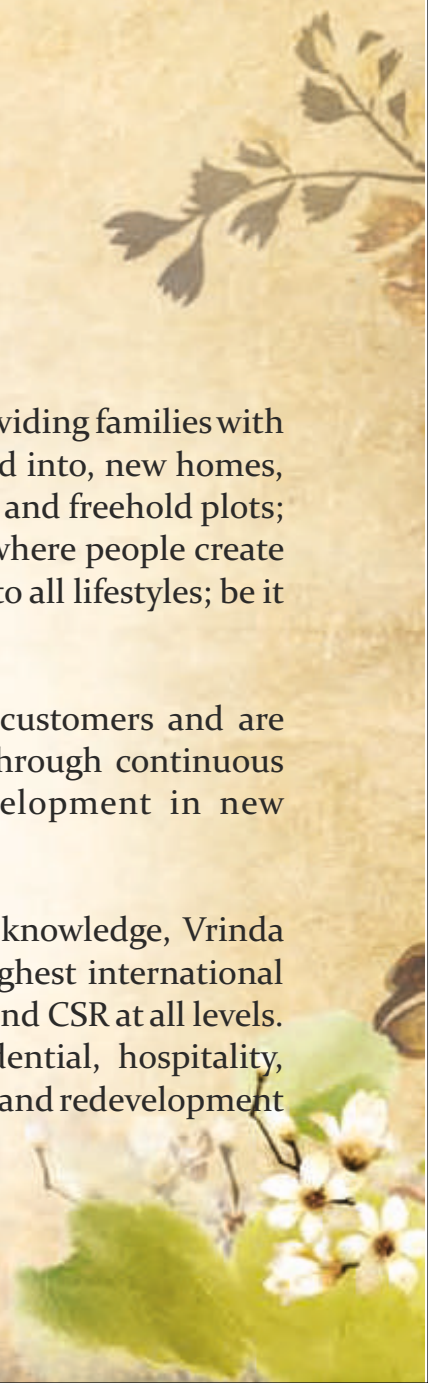 viding families with
d into, new homes,
and freehold plots;
where people create
to all lifestyles; be it
customers and are
hrough continuous
elopment in new
knowledge, Vrinda
ghest international
nd CSR at all levels.
dential, hospitality,
and redevelopment